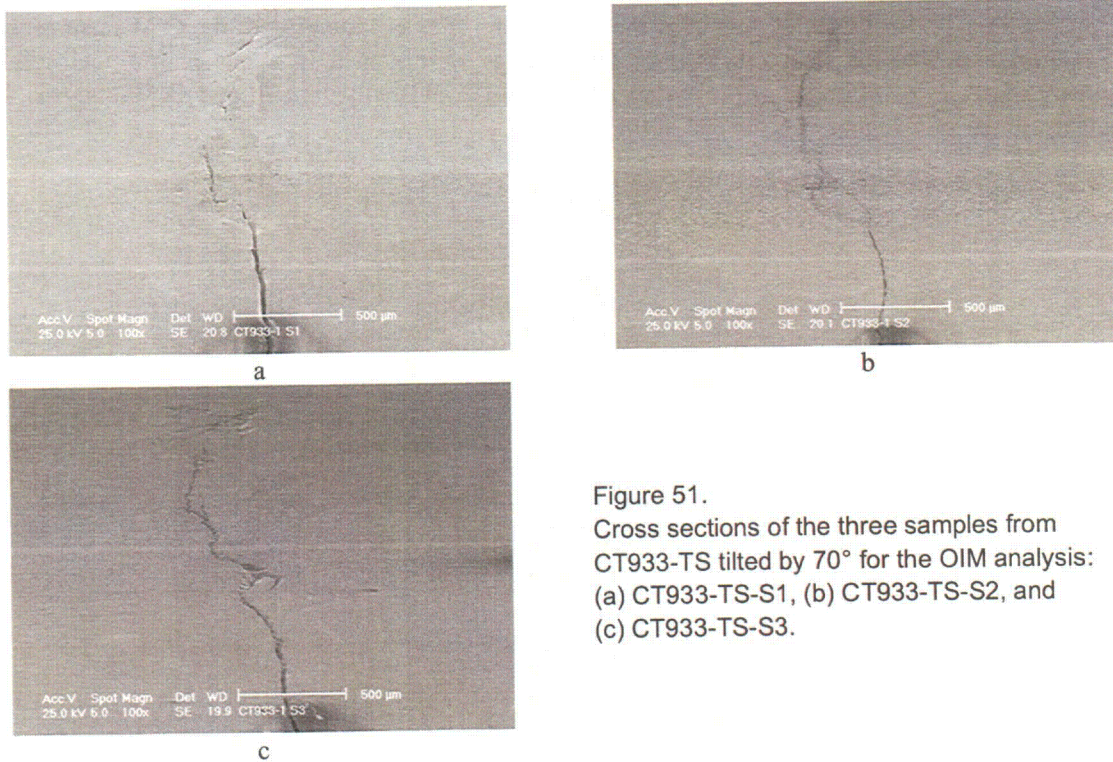 Acc.V Spot Magn Det WD 500 µm
25.0 kV 5.0 100x SE 20.8 CT933-1 S1
a
Acc.V Spot Magn Det WD 500 µm
25.0 kV 5.0 100x SE 20.1 CT933-1 S2
b
Acc.V Spot Magn Det WD 500 µm
25.0 kV 5.0 100x SE 19.9 CT933-1 S3
c
Figure 51.
Cross sections of the three samples from
CT933-TS tilted by 70° for the OIM analysis:
(a) CT933-TS-S1, (b) CT933-TS-S2, and
(c) CT933-TS-S3.